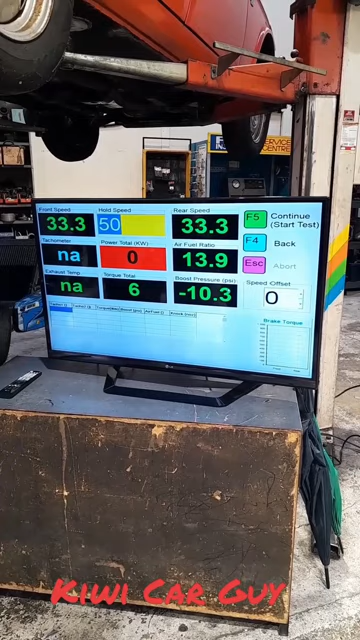 SERVICE
CENTRE
Front Speed Hold Speed Rear Speed
33.3 50 33.3 F5 Continue
(Start Test)
Tachometer Power Total (KW) Air Fuel Ratio F4 Back
na 0 13.9
Esc Abort
Exhaust Temp Torque Total Boost Pressure (psi) Speed Offset
na 6 -10.3 0
Brake Torque
LG
Kiwi Car Guy